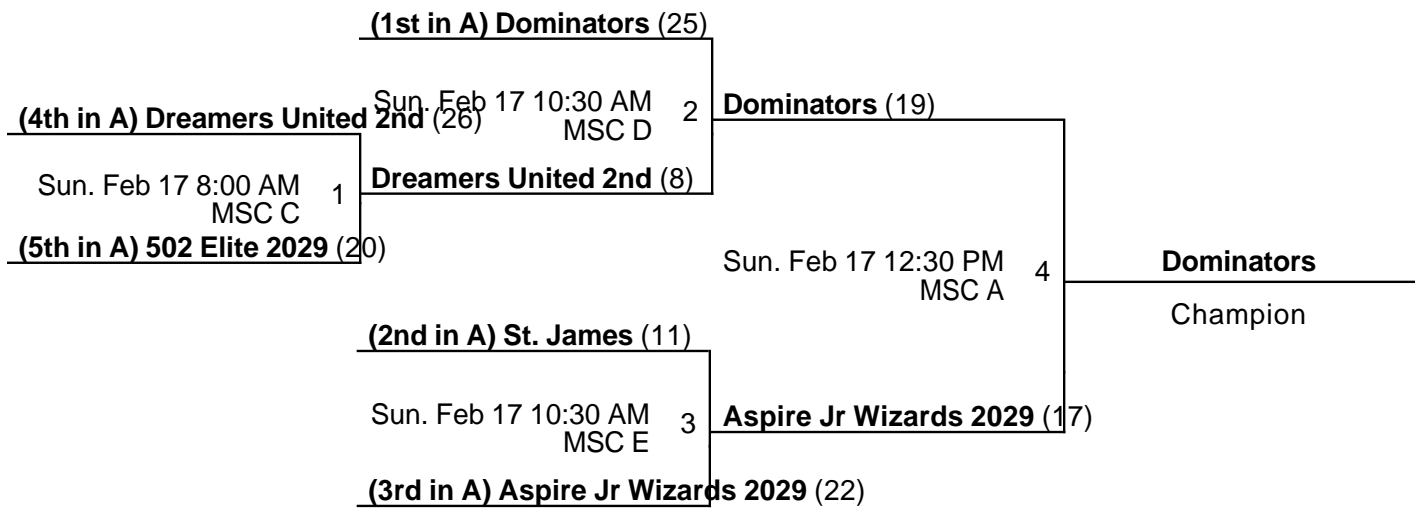 (1st in A) Dominators (25)
Sun. Feb 17 10:30 AM
MSC D
2
Dominators (19)
(4th in A) Dreamers United 2nd (26)
Sun. Feb 17 8:00 AM
MSC C
1
Dreamers United 2nd (8)
(5th in A) 502 Elite 2029 (20)
Sun. Feb 17 12:30 PM
MSC A
4
Dominators
Champion
(2nd in A) St. James (11)
Sun. Feb 17 10:30 AM
MSC E
3
Aspire Jr Wizards 2029 (17)
(3rd in A) Aspire Jr Wizards 2029 (22)